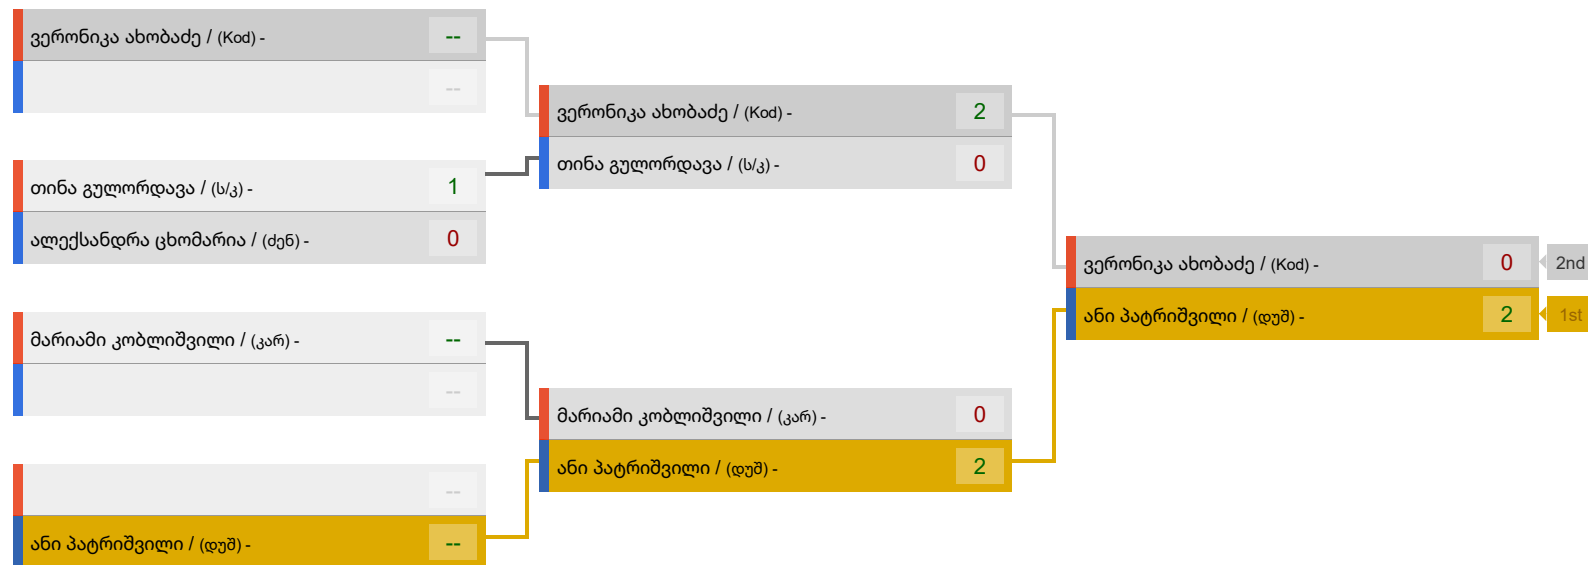 ვერონიკა ახობაძე / (Kod) - --
--
თინა გულორდავა / (ს/კ) - 1
ალექსანდრა ცხომარია / (ძენ) - 0
მარიამი კობლიშვილი / (კარ) - --
--
--
ანი პატრიშვილი / (დუშ) - --
ვერონიკა ახობაძე / (Kod) - 2
თინა გულორდავა / (ს/კ) - 0
მარიამი კობლიშვილი / (კარ) - 0
ანი პატრიშვილი / (დუშ) - 2
ვერონიკა ახობაძე / (Kod) - 0 2nd
ანი პატრიშვილი / (დუშ) - 2 1st